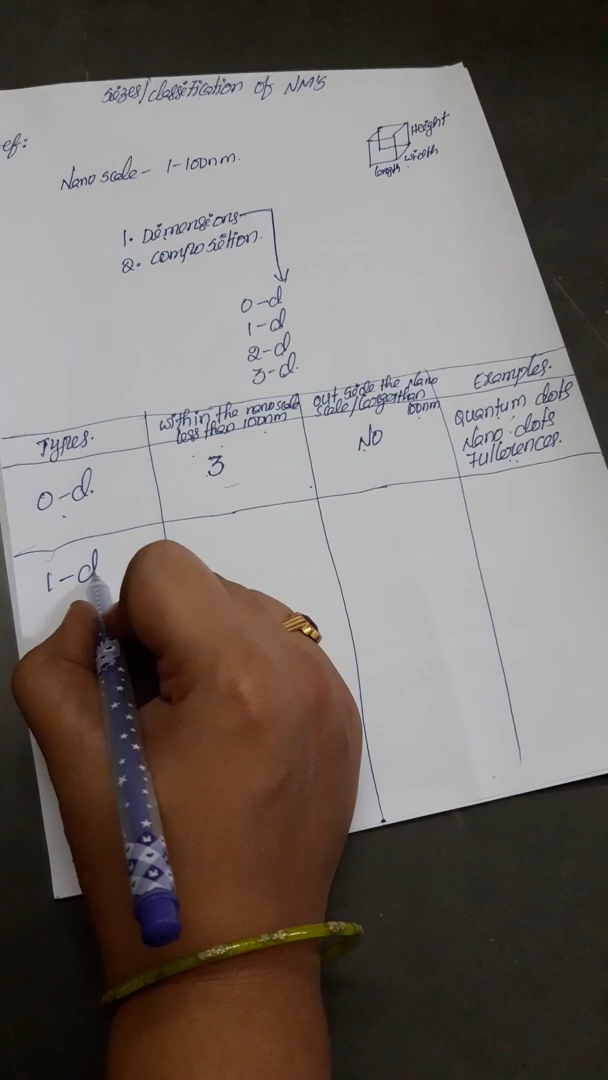 sizes/classification of NM's
ef:
Height
width
length
Nano scale - 1-100nm.
1. Dimensions
2. composition.
0-d
1-d
2-d
3-d.
Types.
within the nanoscale
less than 100nm
out side the Nano
scale/larger than
100nm
Examples.
0-d.
3
NO
Quantum dots
Nano dots
Fullerences.
1-d